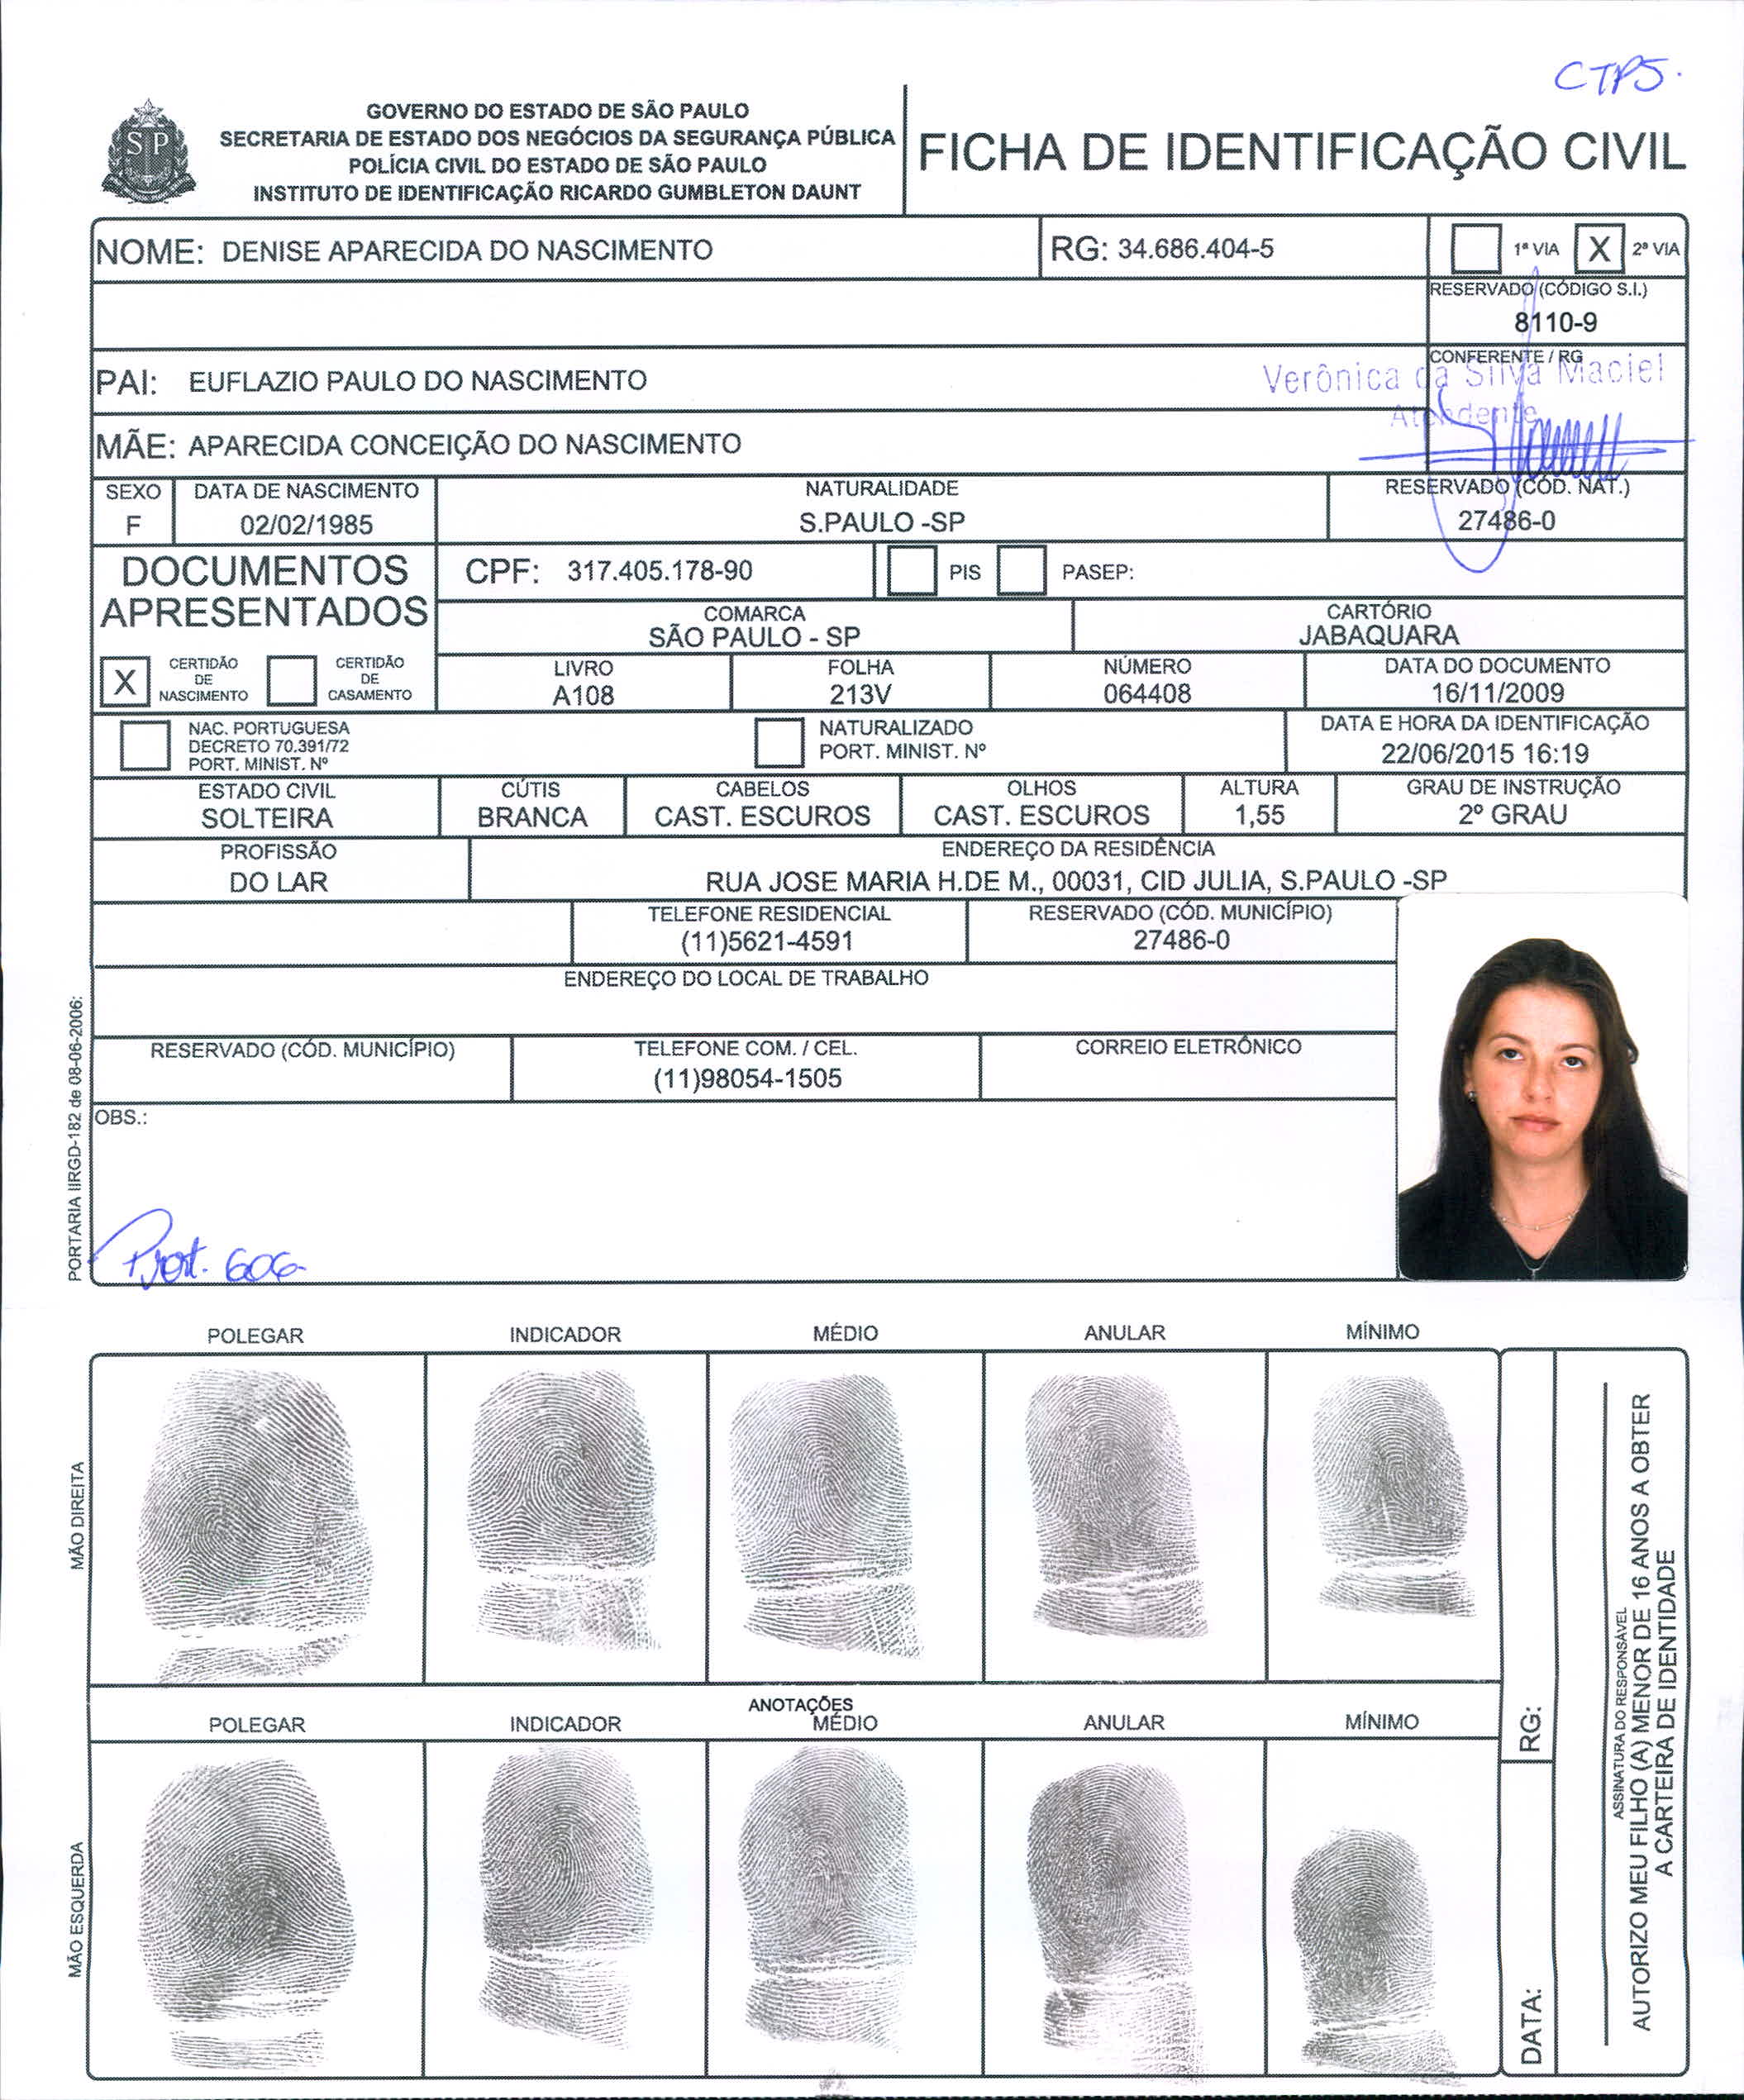 CTPS.
GOVERNO DO ESTADO DE SÃO PAULO
SECRETARIA DE ESTADO DOS NEGÓCIOS DA SEGURANÇA PÚBLICA
POLÍCIA CIVIL DO ESTADO DE SÃO PAULO
INSTITUTO DE IDENTIFICAÇÃO RICARDO GUMBLETON DAUNT
SP
FICHA DE IDENTIFICAÇÃO CIVIL
NOME: DENISE APARECIDA DO NASCIMENTO
RG: 34.686.404-5
1ª VIA X 2ª VIA
RESERVADO (CÓDIGO S.I.)
8110-9
PAI: EUFLAZIO PAULO DO NASCIMENTO
CONFERENTE / RG
Verônica da Silva Maciel
Atendente
MÃE: APARECIDA CONCEIÇÃO DO NASCIMENTO
SEXO DATA DE NASCIMENTO NATURALIDADE RESERVADO (CÓD. NAT.)
F 02/02/1985 S.PAULO -SP 27486-0
DOCUMENTOS
APRESENTADOS
CPF: 317.405.178-90 PIS PASEP:
COMARCA CARTÓRIO
SÃO PAULO - SP JABAQUARA
X CERTIDÃO DE NASCIMENTO CERTIDÃO DE CASAMENTO
LIVRO FOLHA NÚMERO DATA DO DOCUMENTO
A108 213V 064408 16/11/2009
NAC. PORTUGUESA
DECRETO 70.391/72
PORT. MINIST. Nº
NATURALIZADO
PORT. MINIST. Nº
DATA E HORA DA IDENTIFICAÇÃO
22/06/2015 16:19
ESTADO CIVIL CÚTIS CABELOS OLHOS ALTURA GRAU DE INSTRUÇÃO
SOLTEIRA BRANCA CAST. ESCUROS CAST. ESCUROS 1,55 2º GRAU
PROFISSÃO ENDEREÇO DA RESIDÊNCIA
DO LAR RUA JOSE MARIA H.DE M., 00031, CID JULIA, S.PAULO -SP
TELEFONE RESIDENCIAL RESERVADO (CÓD. MUNICÍPIO)
(11)5621-4591 27486-0
ENDEREÇO DO LOCAL DE TRABALHO
RESERVADO (CÓD. MUNICÍPIO) TELEFONE COM. / CEL. CORREIO ELETRÔNICO
(11)98054-1505
OBS.:
Port. 606
PORTARIA IIRGD-182 de 08-06-2006:
POLEGAR INDICADOR MÉDIO ANULAR MÍNIMO
MÃO DIREITA
ANOTAÇÕES
POLEGAR INDICADOR MÉDIO ANULAR MÍNIMO
MÃO ESQUERDA
RG:
DATA:
ASSINATURA DO RESPONSÁVEL
AUTORIZO MEU FILHO (A) MENOR DE 16 ANOS A OBTER
A CARTEIRA DE IDENTIDADE